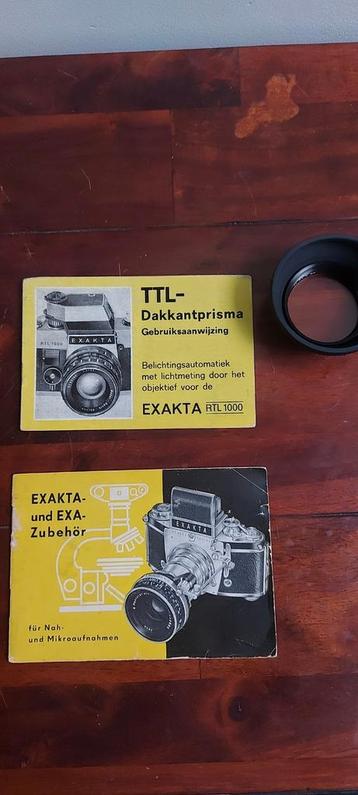 TTL-
Dakkantprisma
Gebruiksaanwijzing
EXAKTA
RTL 1000
Belichtingsautomatiek
met lichtmeting door het
objektief voor de
EXAKTA RTL 1000
EXAKTA-
und EXA-
Zubehör
EXAKTA
für Nah-
und Mikroaufnahmen